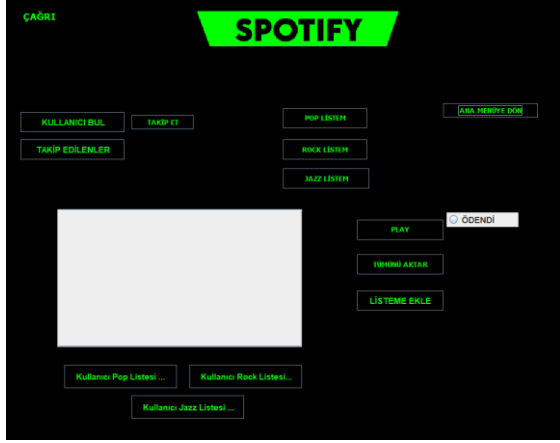 ÇAĞRI
SPOTIFY
ANA MENÜYE DÖN
KULLANICI BUL
TAKİP ET
POP LİSTEM
TAKİP EDİLENLER
ROCK LİSTEM
JAZZ LİSTEM
ÖDENDİ
PLAY
TÜMÜNÜ AKTAR
LİSTEME EKLE
Kullanıcı Pop Listesi ...
Kullanıcı Rock Listesi...
Kullanıcı Jazz Listesi ...